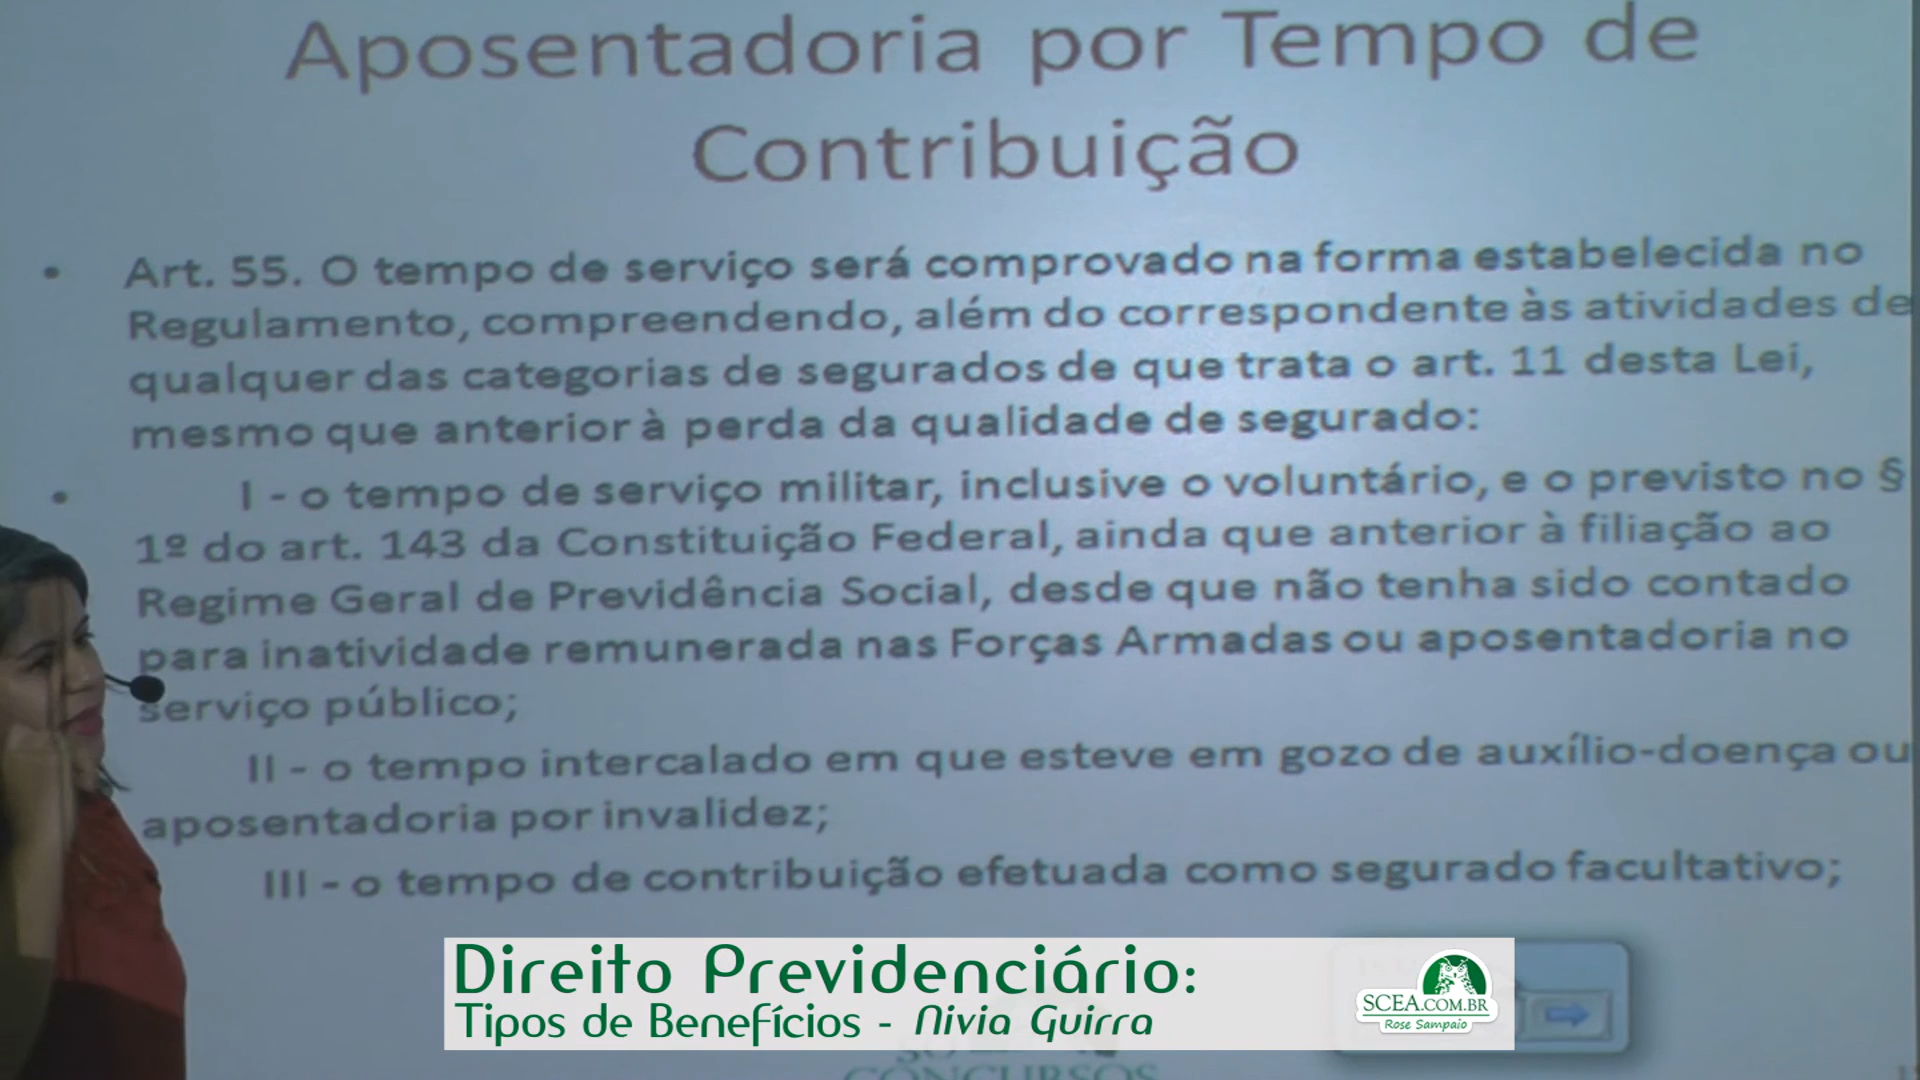 Aposentadoria por Tempo de
Contribuição
• Art. 55. O tempo de serviço será comprovado na forma estabelecida no
Regulamento, compreendendo, além do correspondente às atividades de
qualquer das categorias de segurados de que trata o art. 11 desta Lei,
mesmo que anterior à perda da qualidade de segurado:
• I - o tempo de serviço militar, inclusive o voluntário, e o previsto no §
1º do art. 143 da Constituição Federal, ainda que anterior à filiação ao
Regime Geral de Previdência Social, desde que não tenha sido contado
para inatividade remunerada nas Forças Armadas ou aposentadoria no
serviço público;
II - o tempo intercalado em que esteve em gozo de auxílio-doença ou
aposentadoria por invalidez;
III - o tempo de contribuição efetuada como segurado facultativo;
Direito Previdenciário:
Tipos de Benefícios - Nivia Guirra
SCEA.COM.BR
Rose Sampaio
CONCURSOS